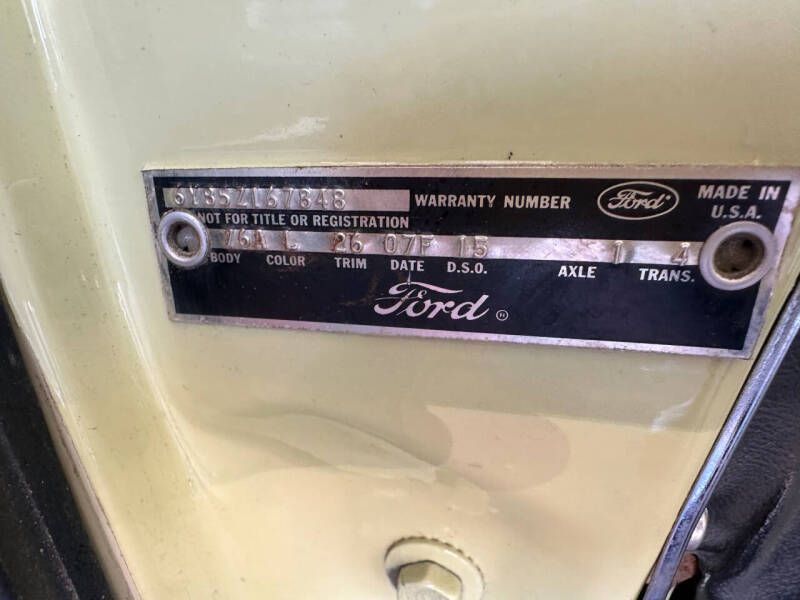 6Y85Z167848 WARRANTY NUMBER Ford MADE IN U.S.A.
NOT FOR TITLE OR REGISTRATION
76A L 26 07F 15 1 4
BODY COLOR TRIM DATE D.S.O. AXLE TRANS.
Ford